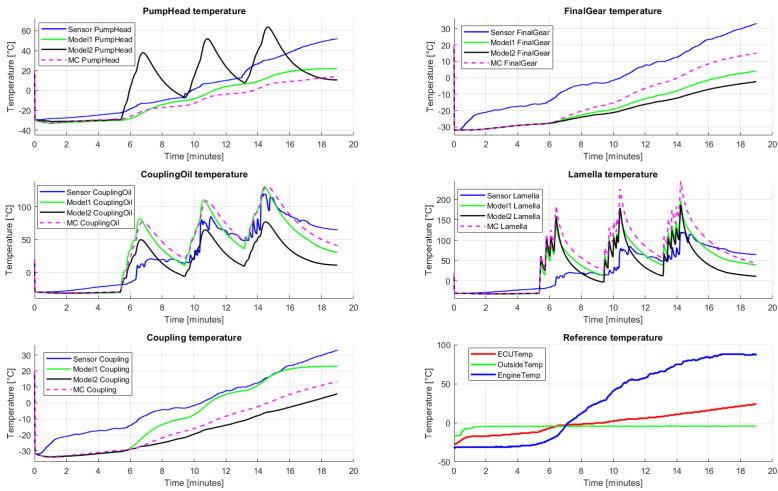 PumpHead temperature
Temperature [°C]
60
40
20
0
-20
-40
Sensor PumpHead
Model1 PumpHead
Model2 PumpHead
MC PumpHead
0 2 4 6 8 10 12 14 16 18 20
Time [minutes]
FinalGear temperature
Temperature [°C]
30
20
10
0
-10
-20
-30
Sensor FinalGear
Model1 FinalGear
Model2 FinalGear
MC FinalGear
0 2 4 6 8 10 12 14 16 18 20
Time [minutes]
CouplingOil temperature
Temperature [°C]
100
50
0
Sensor CouplingOil
Model1 CouplingOil
Model2 CouplingOil
MC CouplingOil
0 2 4 6 8 10 12 14 16 18 20
Time [minutes]
Lamella temperature
Temperature [°C]
200
150
100
50
0
Sensor Lamella
Model1 Lamella
Model2 Lamella
MC Lamella
0 2 4 6 8 10 12 14 16 18 20
Time [minutes]
Coupling temperature
Temperature [°C]
30
20
10
0
-10
-20
-30
Sensor Coupling
Model1 Coupling
Model2 Coupling
MC Coupling
0 2 4 6 8 10 12 14 16 18 20
Time [minutes]
Reference temperature
Temperature [°C]
100
50
0
-50
ECUTemp
OutsideTemp
EngineTemp
0 2 4 6 8 10 12 14 16 18 20
Time [minutes]